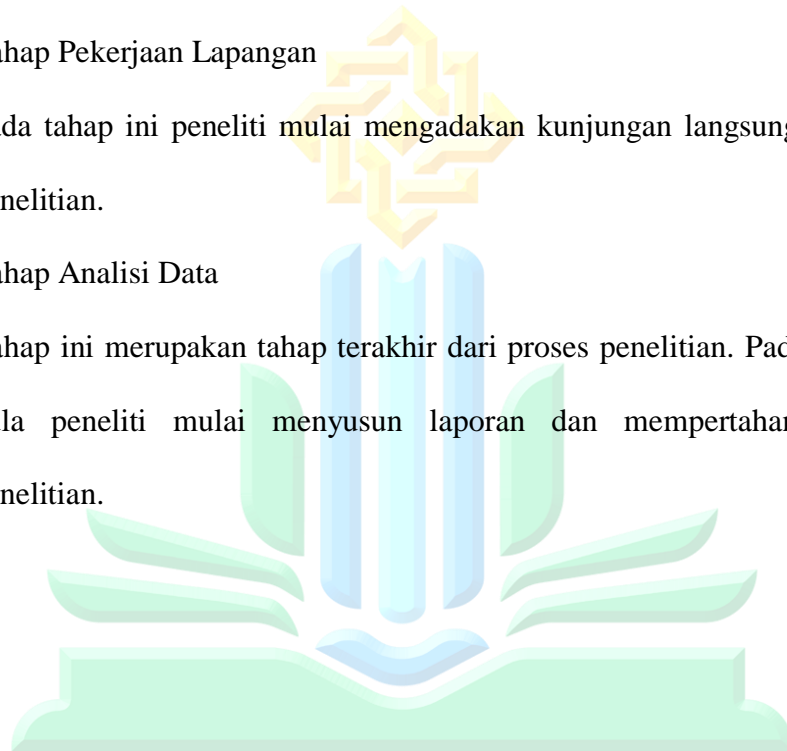 ahap Pekerjaan Lapangan
da tahap ini peneliti mulai mengadakan kunjungan langsung
nelitian.
ahap Analisi Data
ahap ini merupakan tahap terakhir dari proses penelitian. Pad
la peneliti mulai menyusun laporan dan mempertahan
nelitian.